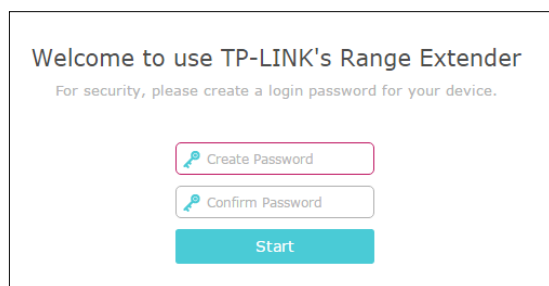 Welcome to use TP-LINK's Range Extender
For security, please create a login password for your device.
Create Password
Confirm Password
Start